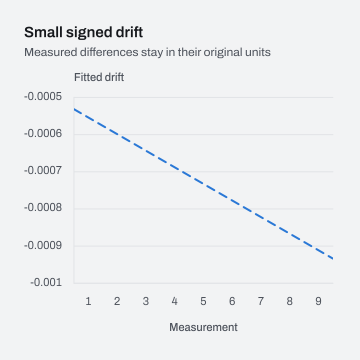 Small signed drift
Measured differences stay in their original units
Fitted drift
-0.0005
-0.0006
-0.0007
-0.0008
-0.0009
-0.001
1 2 3 4 5 6 7 8 9
Measurement